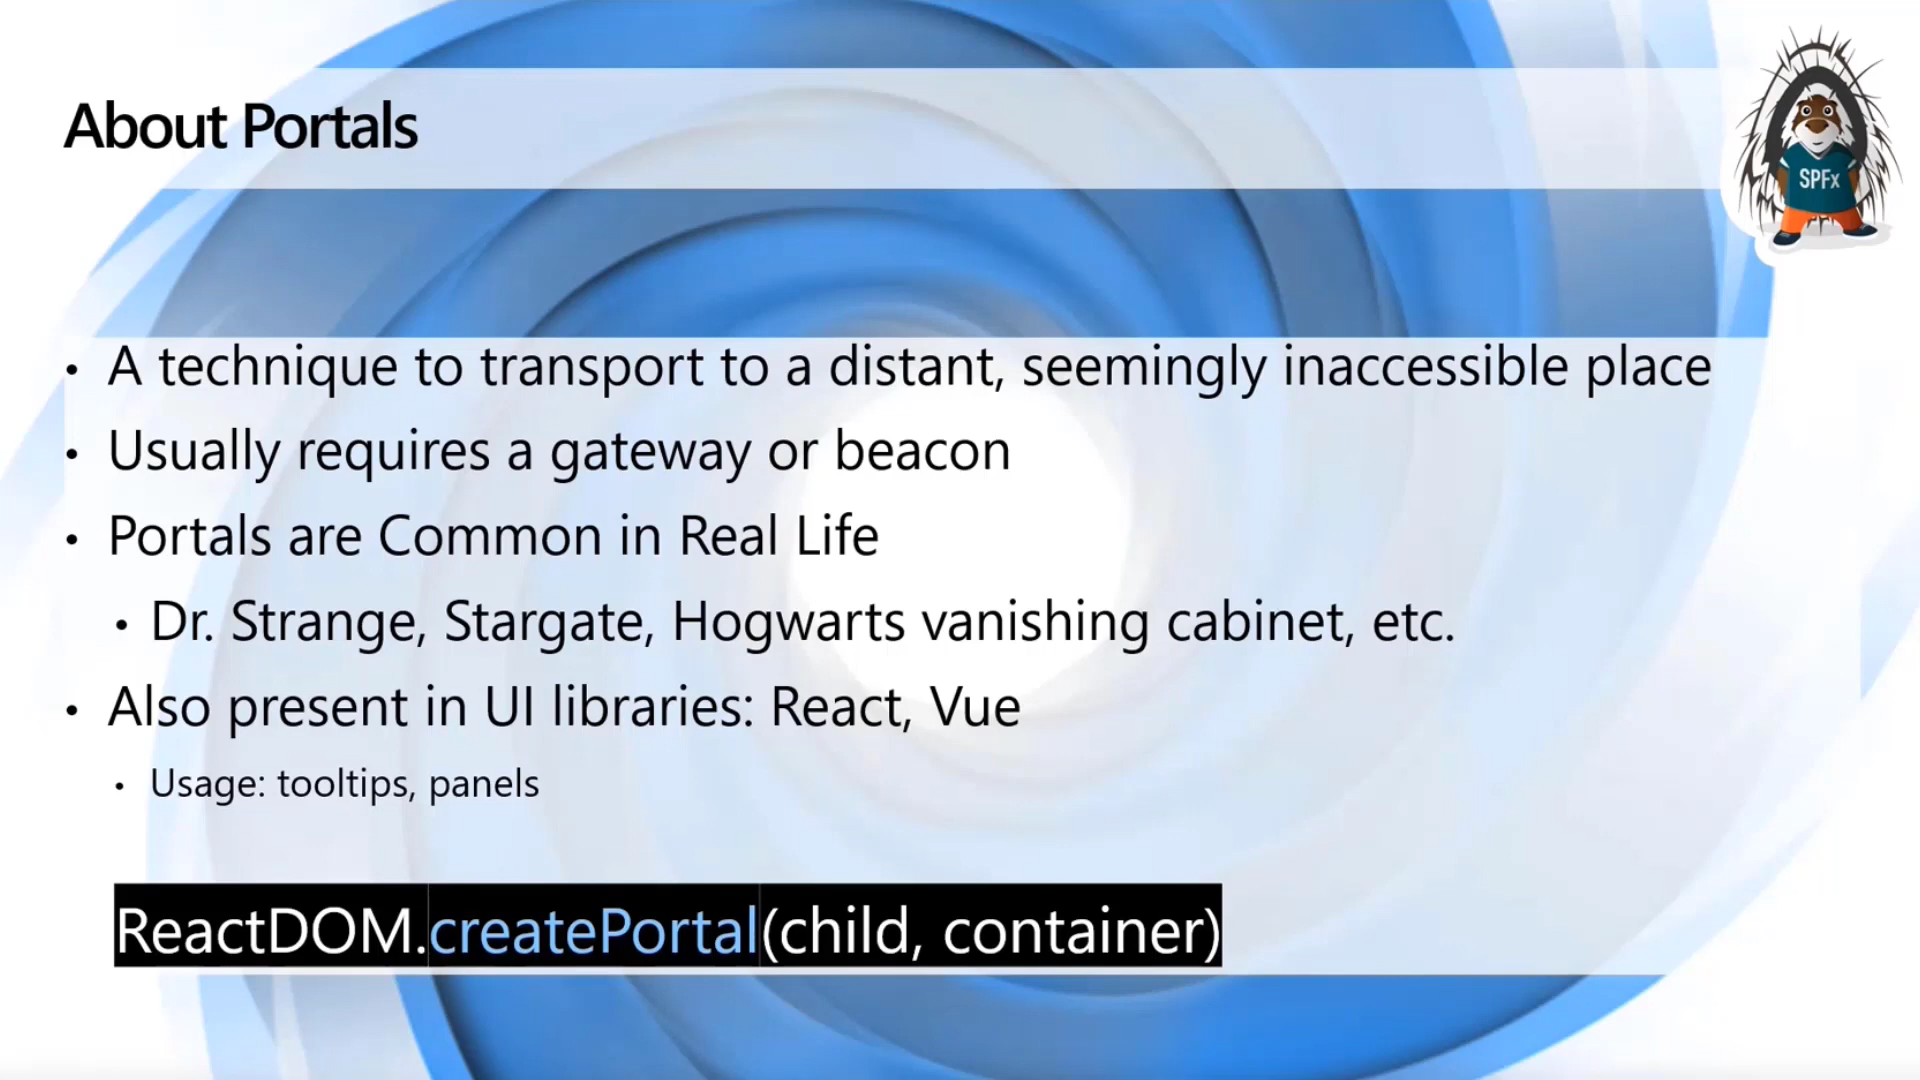 About Portals
SPFx
• A technique to transport to a distant, seemingly inaccessible place
• Usually requires a gateway or beacon
• Portals are Common in Real Life
• Dr. Strange, Stargate, Hogwarts vanishing cabinet, etc.
• Also present in UI libraries: React, Vue
• Usage: tooltips, panels
ReactDOM.createPortal(child, container)